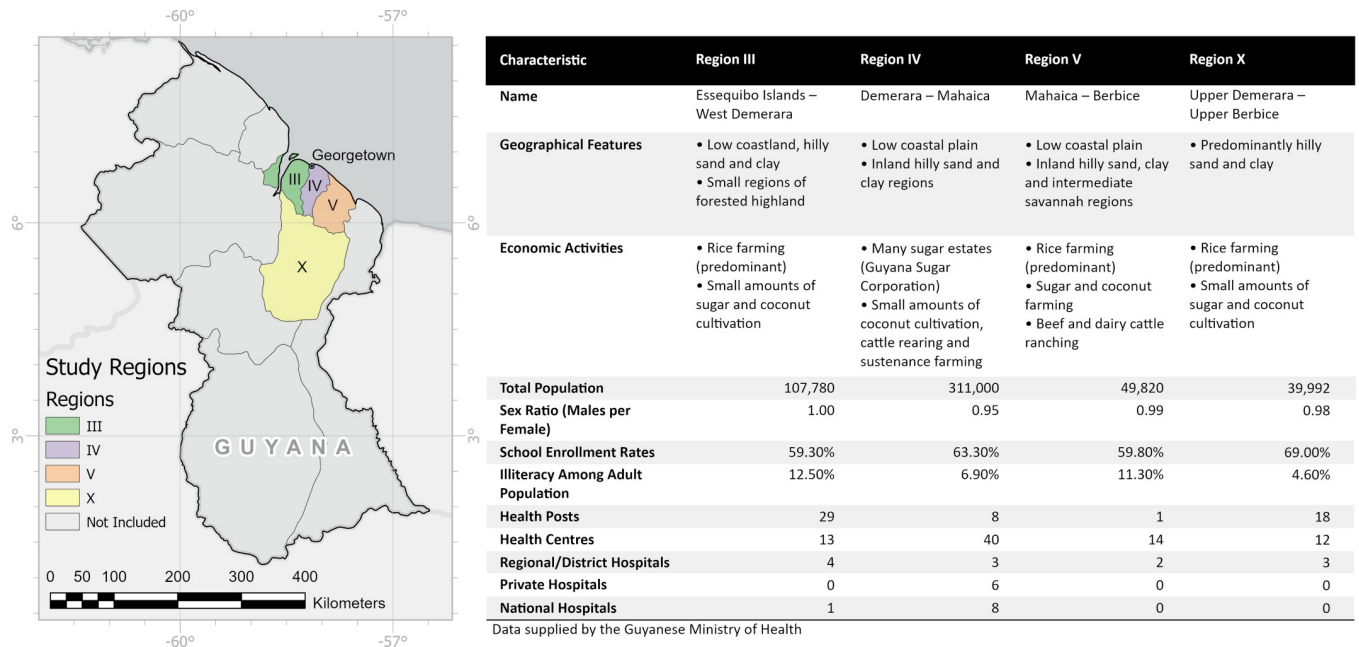 -60°
-57°
Georgetown
III
IV
V
X
6°
6°
3°
3°
GUYANA
Study Regions
Regions
III
IV
V
X
Not Included
0 50 100 200 300 400
Kilometers
-60°
-57°
Characteristic Region III Region IV Region V Region X
Name Essequibo Islands – Demerara – Mahaica Mahaica – Berbice Upper Demerara –
West Demerara Upper Berbice
Geographical Features • Low coastland, hilly • Low coastal plain • Low coastal plain • Predominantly hilly
sand and clay • Inland hilly sand and • Inland hilly sand, clay sand and clay
• Small regions of clay regions and intermediate
forested highland savannah regions
Economic Activities • Rice farming • Many sugar estates • Rice farming • Rice farming
(predominant) (Guyana Sugar (predominant) (predominant)
• Small amounts of Corporation) • Sugar and coconut • Small amounts of
sugar and coconut • Small amounts of farming sugar and coconut
cultivation coconut cultivation, • Beef and dairy cattle cultivation
cattle rearing and ranching
sustenance farming
Total Population 107,780 311,000 49,820 39,992
Sex Ratio (Males per 1.00 0.95 0.99 0.98
Female)
School Enrollment Rates 59.30% 63.30% 59.80% 69.00%
Illiteracy Among Adult 12.50% 6.90% 11.30% 4.60%
Population
Health Posts 29 8 1 18
Health Centres 13 40 14 12
Regional/District Hospitals 4 3 2 3
Private Hospitals 0 6 0 0
National Hospitals 1 8 0 0
Data supplied by the Guyanese Ministry of Health